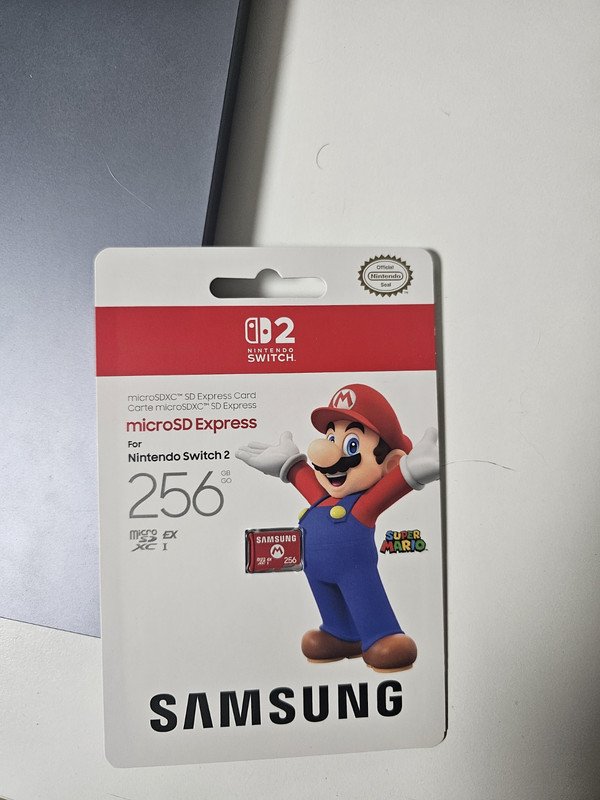 Official
Nintendo
Seal
2
NINTENDO
SWITCH
microSDXC™ SD Express Card
Carte microSDXC™ SD Express
microSD Express
For
Nintendo Switch 2
256 GB
GO
micro
SD EX
XC I
M
SAMSUNG
M
256
SUPER
MARIO
SAMSUNG